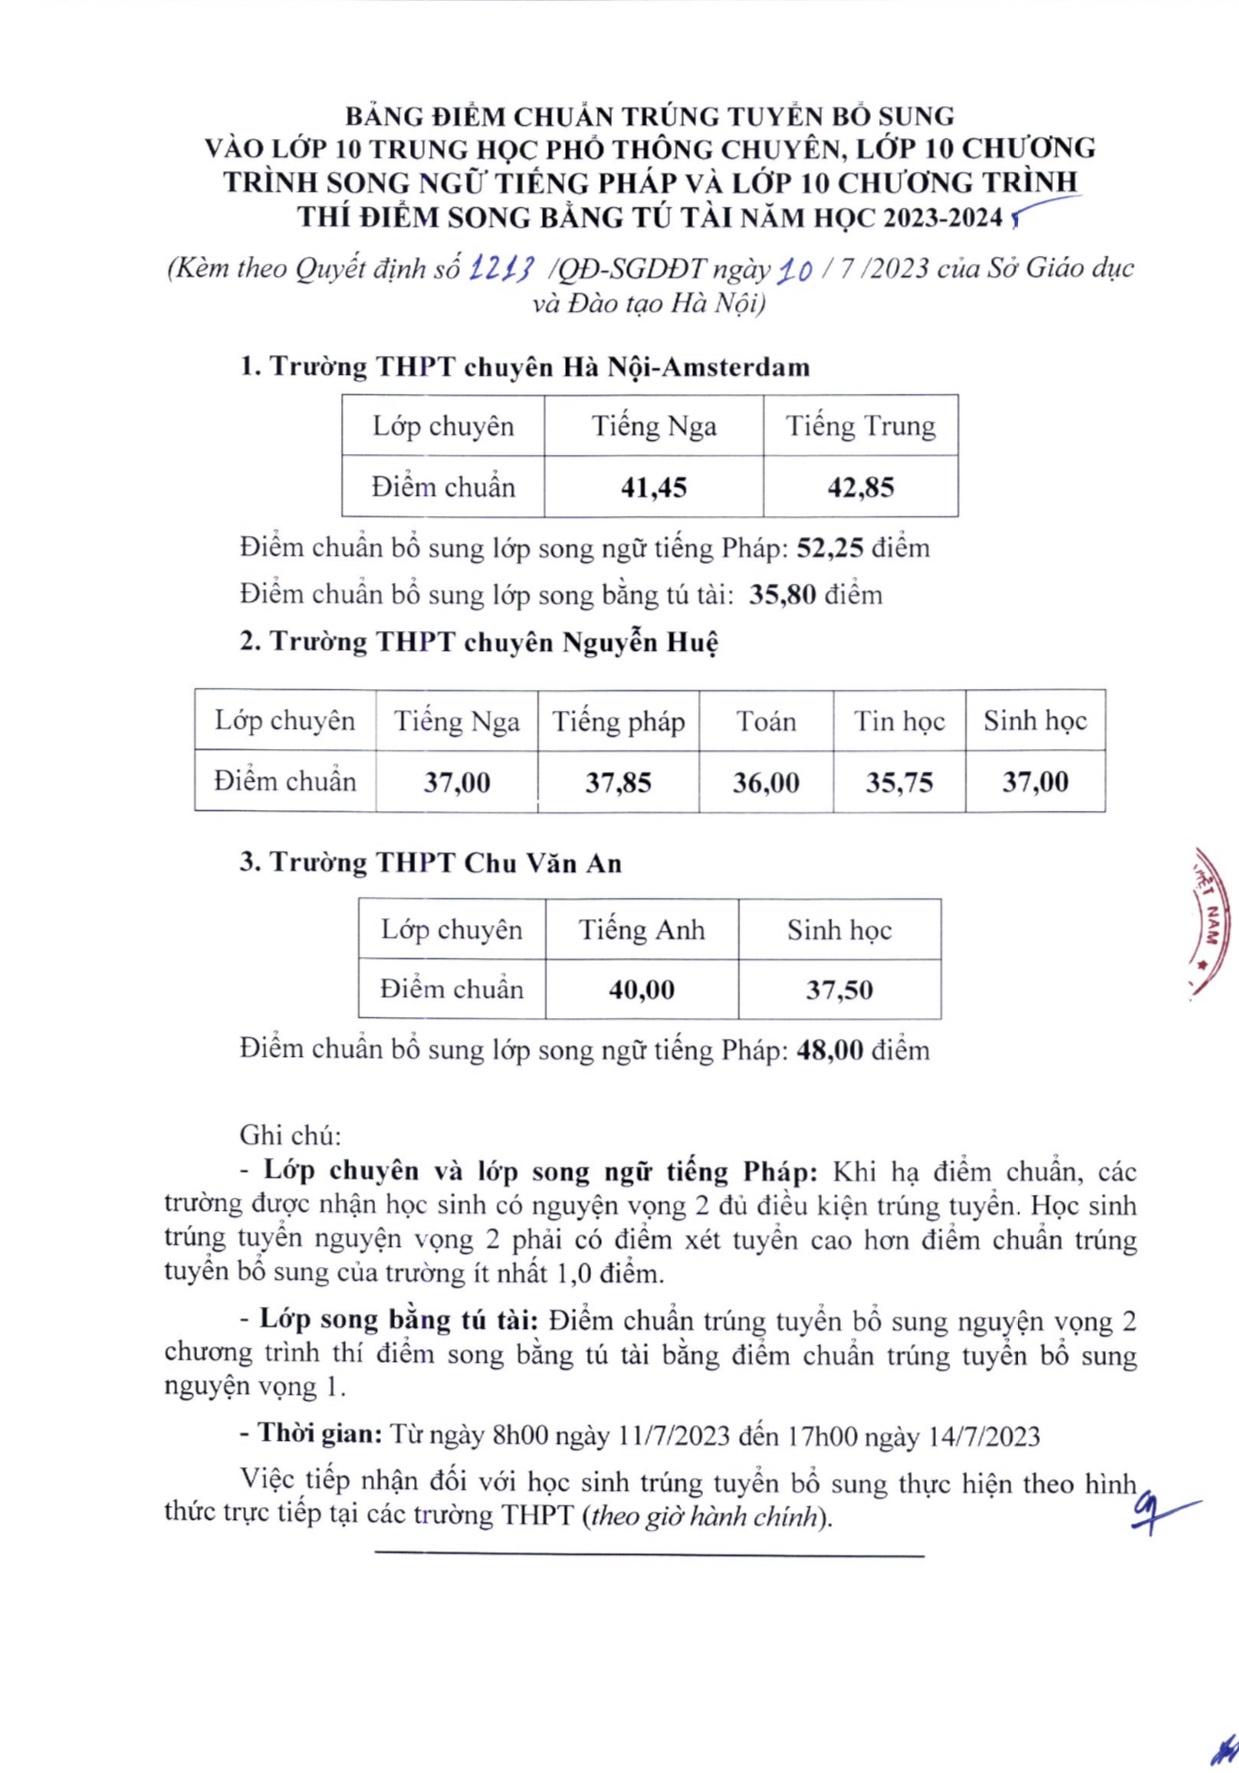 BẢNG ĐIỂM CHUẨN TRÚNG TUYỂN BỔ SUNG
VÀO LỚP 10 TRUNG HỌC PHỔ THÔNG CHUYÊN, LỚP 10 CHƯƠNG
TRÌNH SONG NGỮ TIẾNG PHÁP VÀ LỚP 10 CHƯƠNG TRÌNH
THÍ ĐIỂM SONG BẰNG TÚ TÀI NĂM HỌC 2023-2024
(Kèm theo Quyết định số 1213 /QĐ-SGDĐT ngày 10 / 7 /2023 của Sở Giáo dục
và Đào tạo Hà Nội)
1. Trường THPT chuyên Hà Nội-Amsterdam
Lớp chuyên Tiếng Nga Tiếng Trung
Điểm chuẩn 41,45 42,85
Điểm chuẩn bổ sung lớp song ngữ tiếng Pháp: 52,25 điểm
Điểm chuẩn bổ sung lớp song bằng tú tài: 35,80 điểm
2. Trường THPT chuyên Nguyễn Huệ
Lớp chuyên Tiếng Nga Tiếng pháp Toán Tin học Sinh học
Điểm chuẩn 37,00 37,85 36,00 35,75 37,00
3. Trường THPT Chu Văn An
Lớp chuyên Tiếng Anh Sinh học
Điểm chuẩn 40,00 37,50
Điểm chuẩn bổ sung lớp song ngữ tiếng Pháp: 48,00 điểm
VIỆT NAM
Ghi chú:
- Lớp chuyên và lớp song ngữ tiếng Pháp: Khi hạ điểm chuẩn, các
trường được nhận học sinh có nguyện vọng 2 đủ điều kiện trúng tuyển. Học sinh
trúng tuyển nguyện vọng 2 phải có điểm xét tuyển cao hơn điểm chuẩn trúng
tuyển bổ sung của trường ít nhất 1,0 điểm.
- Lớp song bằng tú tài: Điểm chuẩn trúng tuyển bổ sung nguyện vọng 2
chương trình thí điểm song bằng tú tài bằng điểm chuẩn trúng tuyển bổ sung
nguyện vọng 1.
- Thời gian: Từ ngày 8h00 ngày 11/7/2023 đến 17h00 ngày 14/7/2023
Việc tiếp nhận đối với học sinh trúng tuyển bổ sung thực hiện theo hình
thức trực tiếp tại các trường THPT (theo giờ hành chính).